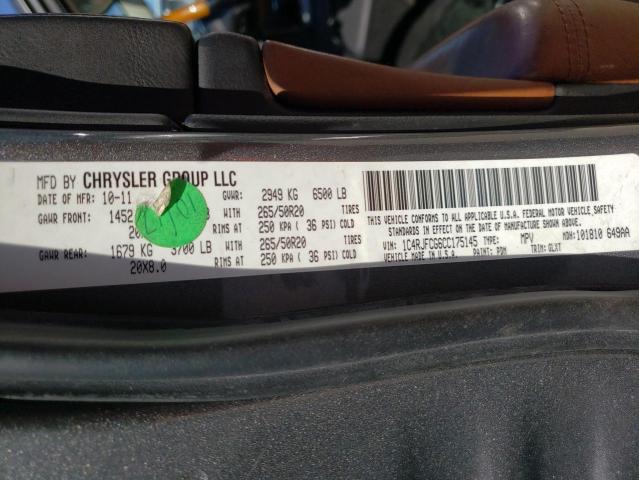 MFD BY CHRYSLER GROUP LLC
DATE OF MFR: 10-11 GVWR: 2949 KG 6500 LB
GAWR FRONT: 1452 WITH 265/50R20 TIRES
20 RIMS AT 250 KPA ( 36 PSI) COLD
GAWR REAR: 1679 KG 3700 LB WITH 265/50R20 TIRES
20X8.0 RIMS AT 250 KPA ( 36 PSI) COLD
THIS VEHICLE CONFORMS TO ALL APPLICABLE U.S.A. FEDERAL MOTOR VEHICLE SAFETY
STANDARDS IN EFFECT ON THE DATE OF MANUFACTURE SHOWN ABOVE.
VIN: 1C4RJFCG6CC175145 TYPE: MPV MDH: 101810 649AA
VEHICLE MADE IN U.S.A. PAINT: PDM TRIM: GLXT